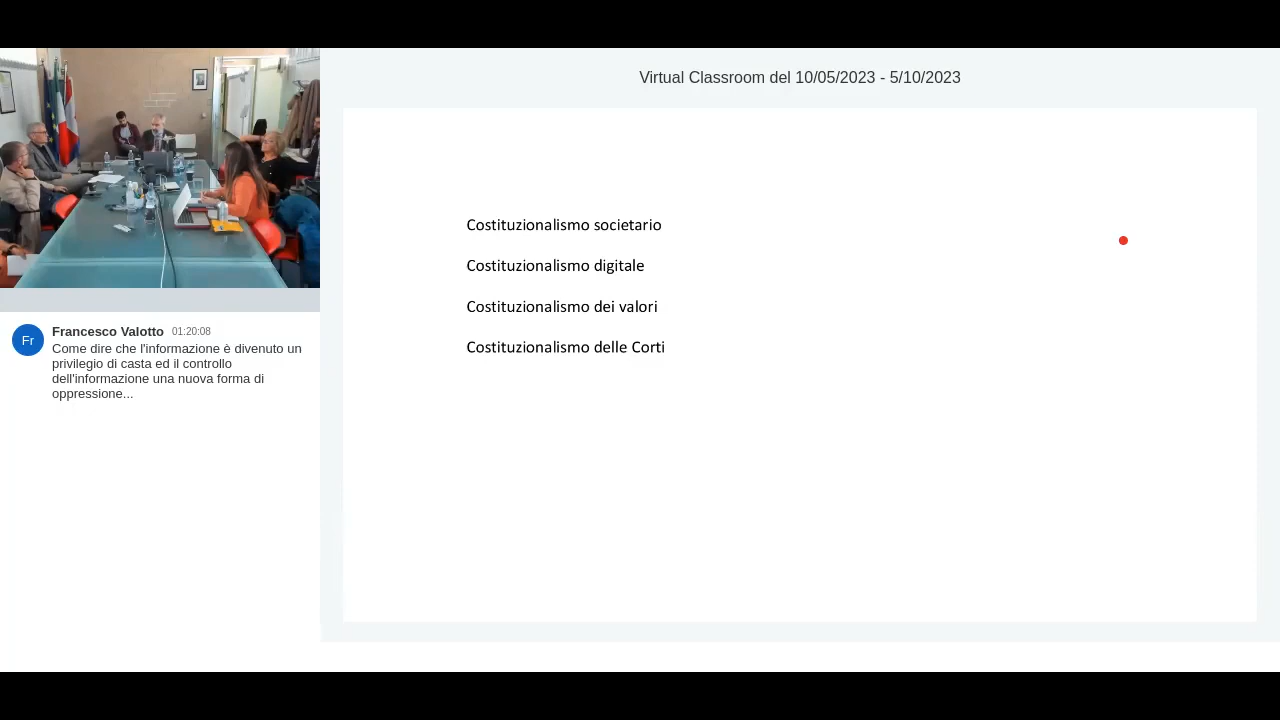 Virtual Classroom del 10/05/2023 - 5/10/2023
Costituzionalismo societario
Costituzionalismo digitale
Costituzionalismo dei valori
Costituzionalismo delle Corti
Fr
Francesco Valotto 01:20:08
Come dire che l'informazione è divenuto un
privilegio di casta ed il controllo
dell'informazione una nuova forma di
oppressione...